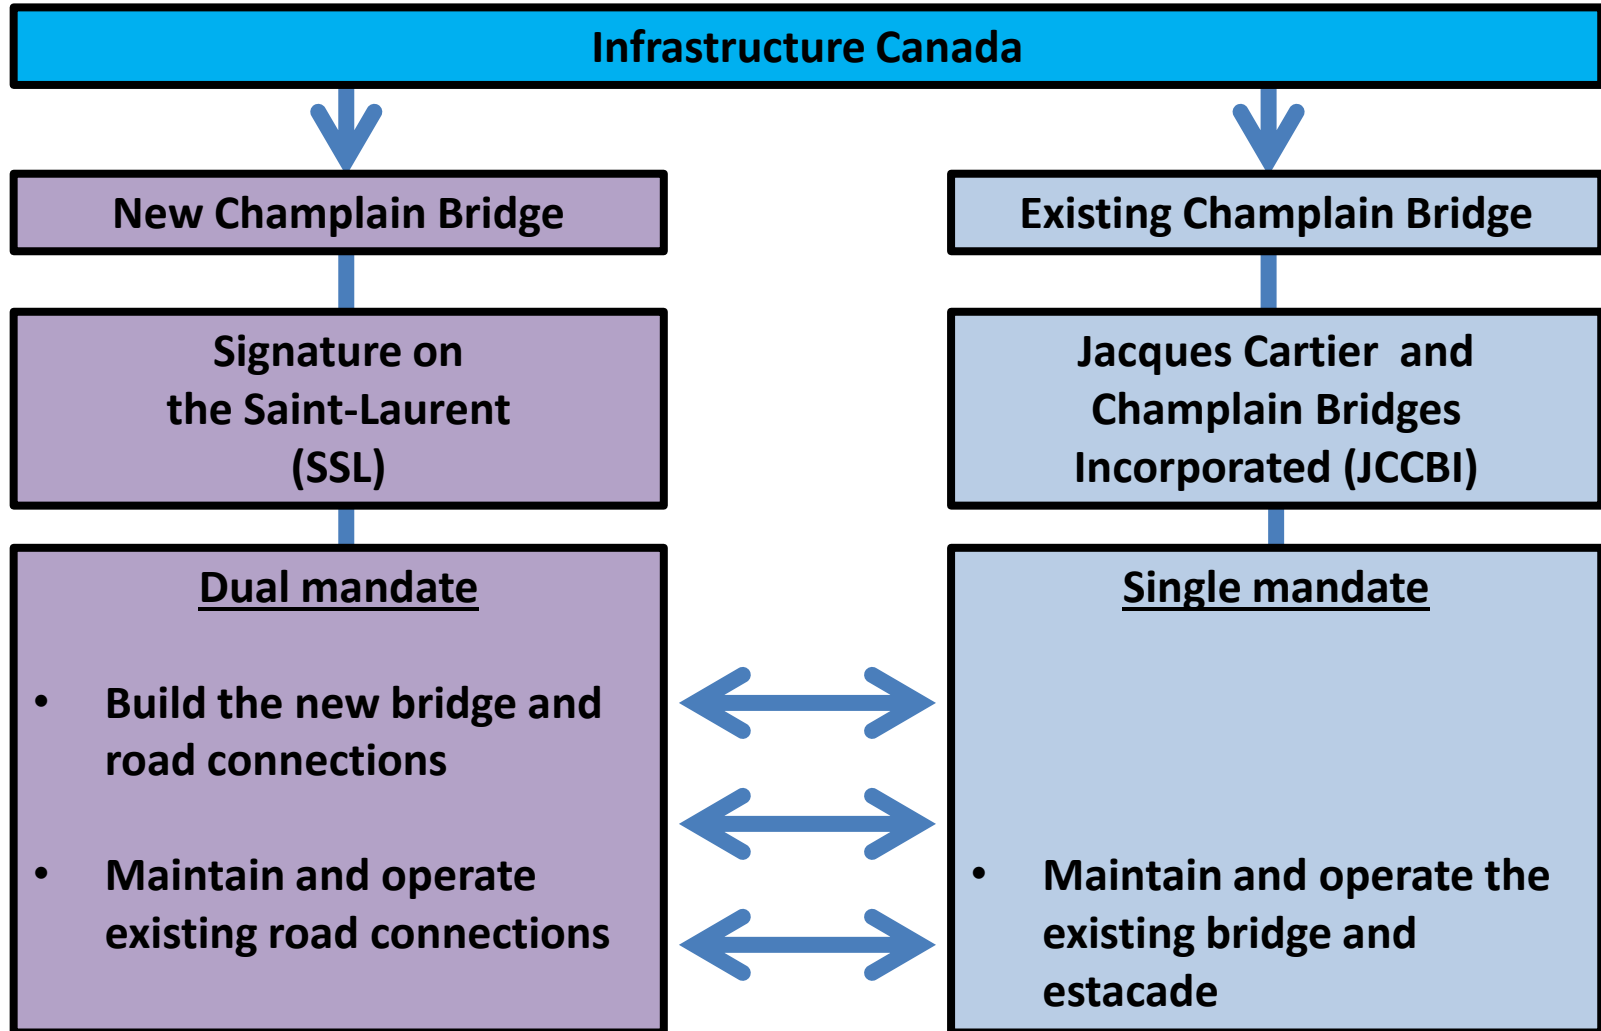 Infrastructure Canada
New Champlain Bridge
Existing Champlain Bridge
Signature on
the Saint-Laurent
(SSL)
Jacques Cartier and
Champlain Bridges
Incorporated (JCCBI)
Dual mandate
• Build the new bridge and
road connections
• Maintain and operate
existing road connections
Single mandate
• Maintain and operate the
existing bridge and
estacade